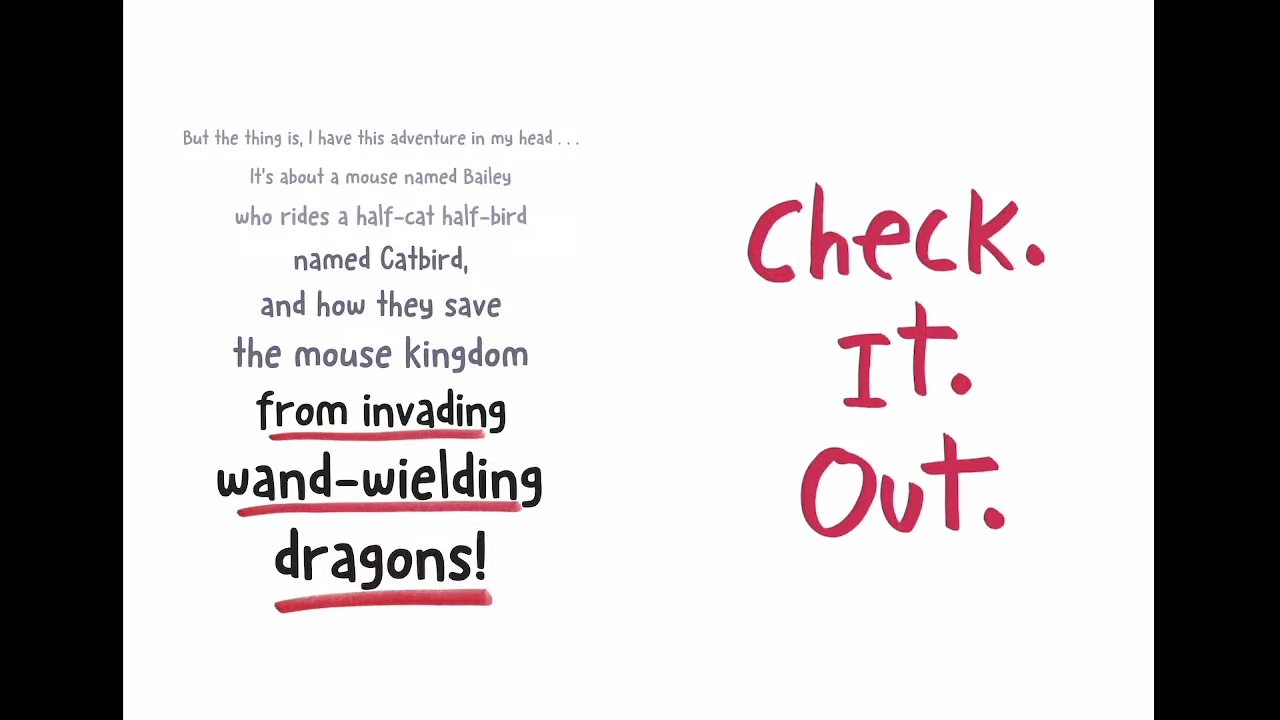 But the thing is, I have this adventure in my head . . .
It's about a mouse named Bailey
who rides a half-cat half-bird
named Catbird,
and how they save
the mouse kingdom
from invading
wand-wielding
dragons!
Check.
It.
Out.